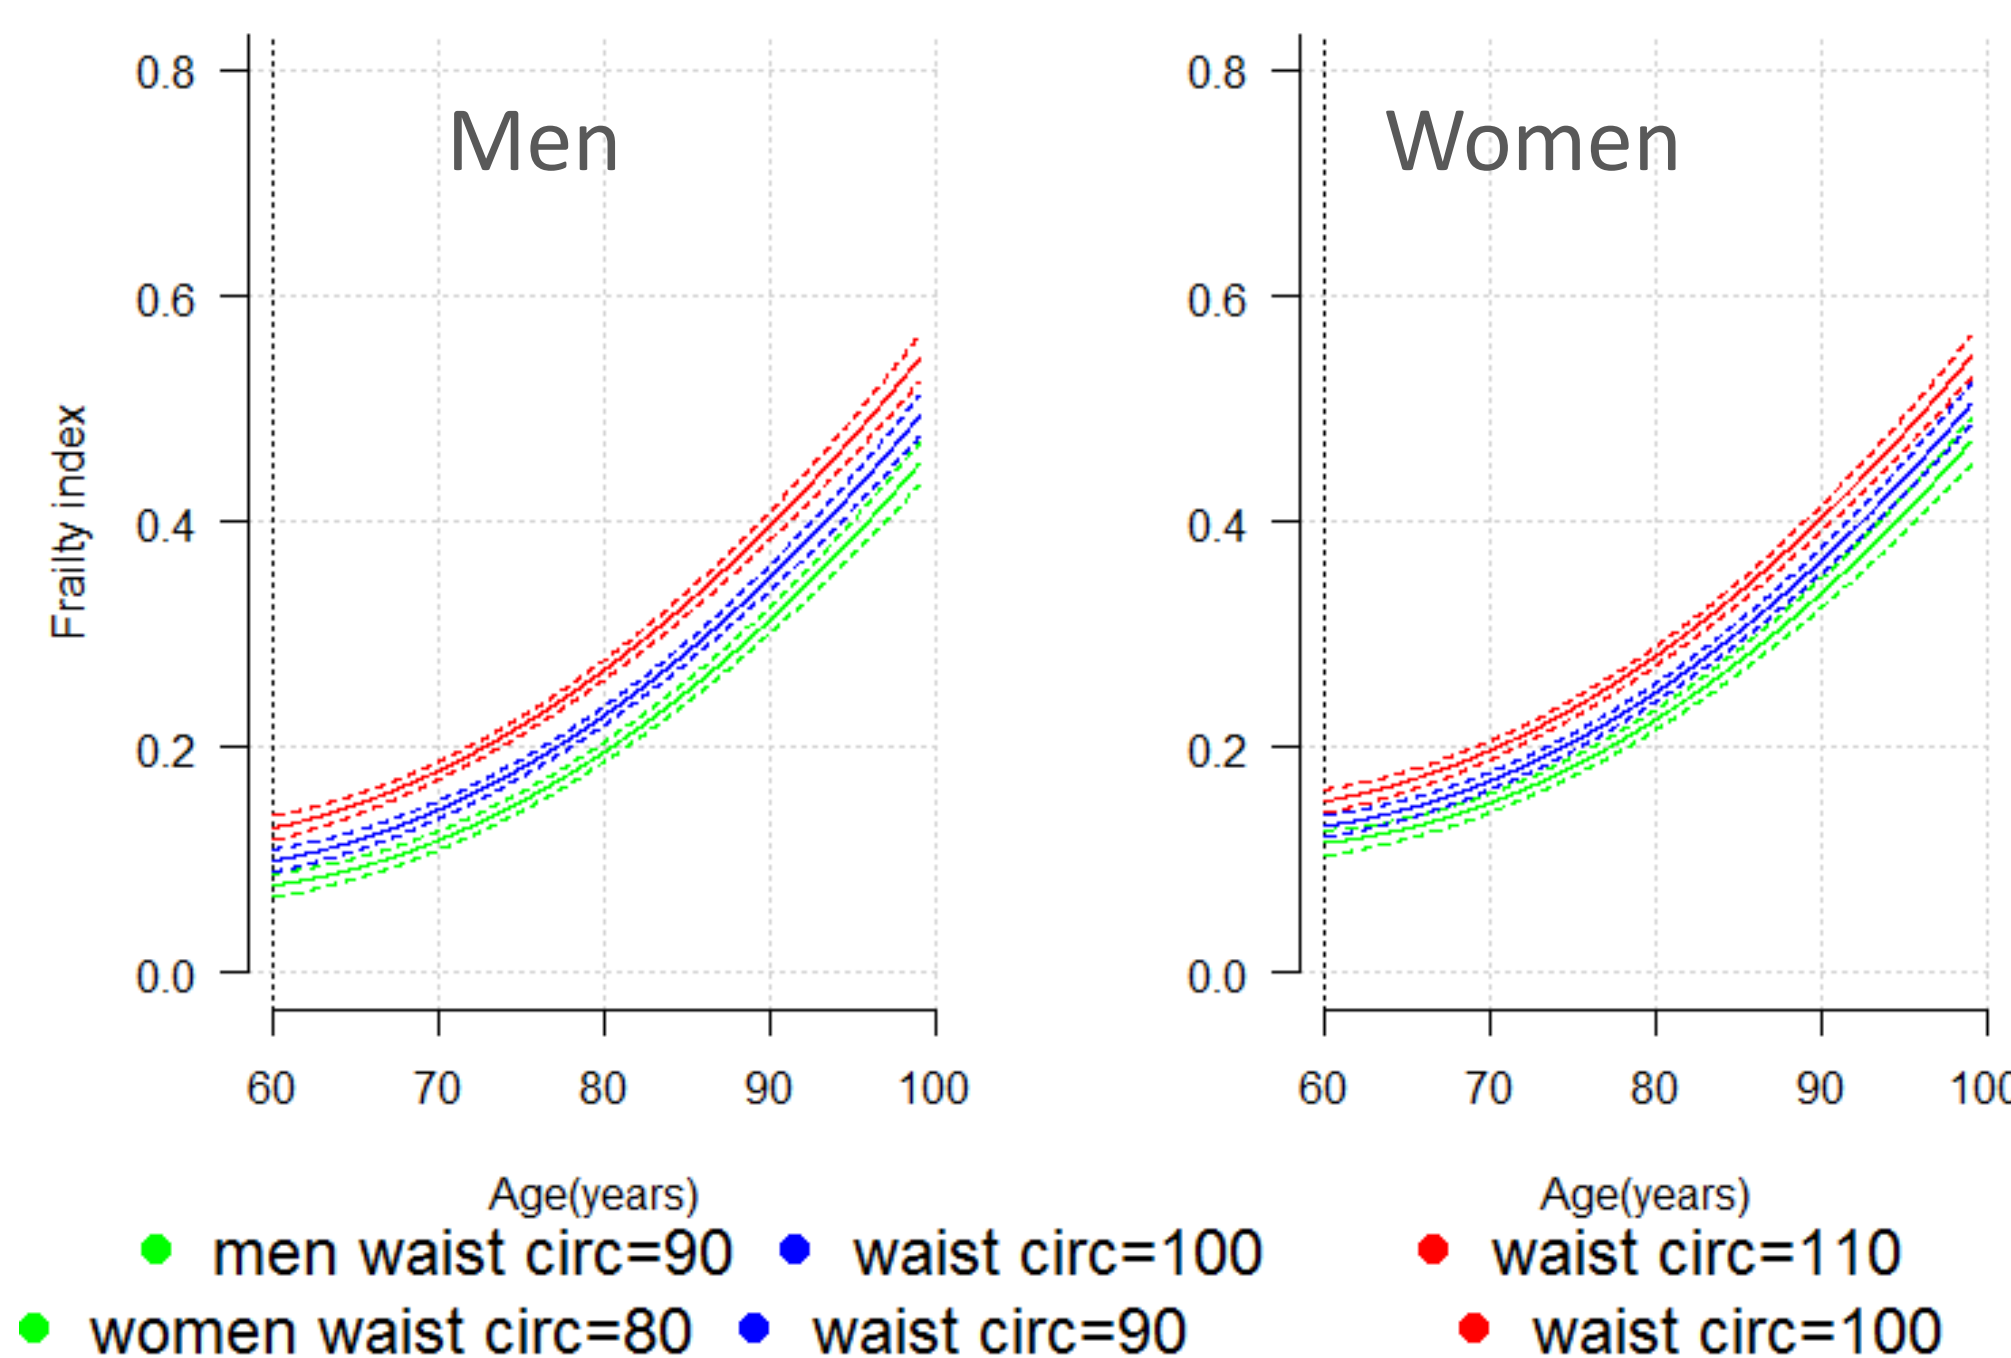 Men
Women
Frailty index
0.8
0.6
0.4
0.2
0.0
60 70 80 90 100
Age(years)
0.8
0.6
0.4
0.2
0.0
60 70 80 90 100
Age(years)
men waist circ=90 waist circ=100 waist circ=110
women waist circ=80 waist circ=90 waist circ=100